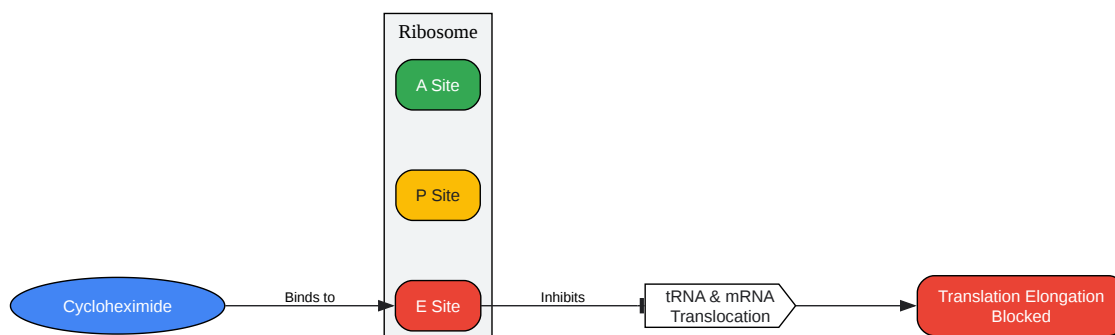 Ribosome
A Site
P Site
Cycloheximide
Binds to
E Site
Inhibits
tRNA & mRNA
Translocation
Translation Elongation
Blocked